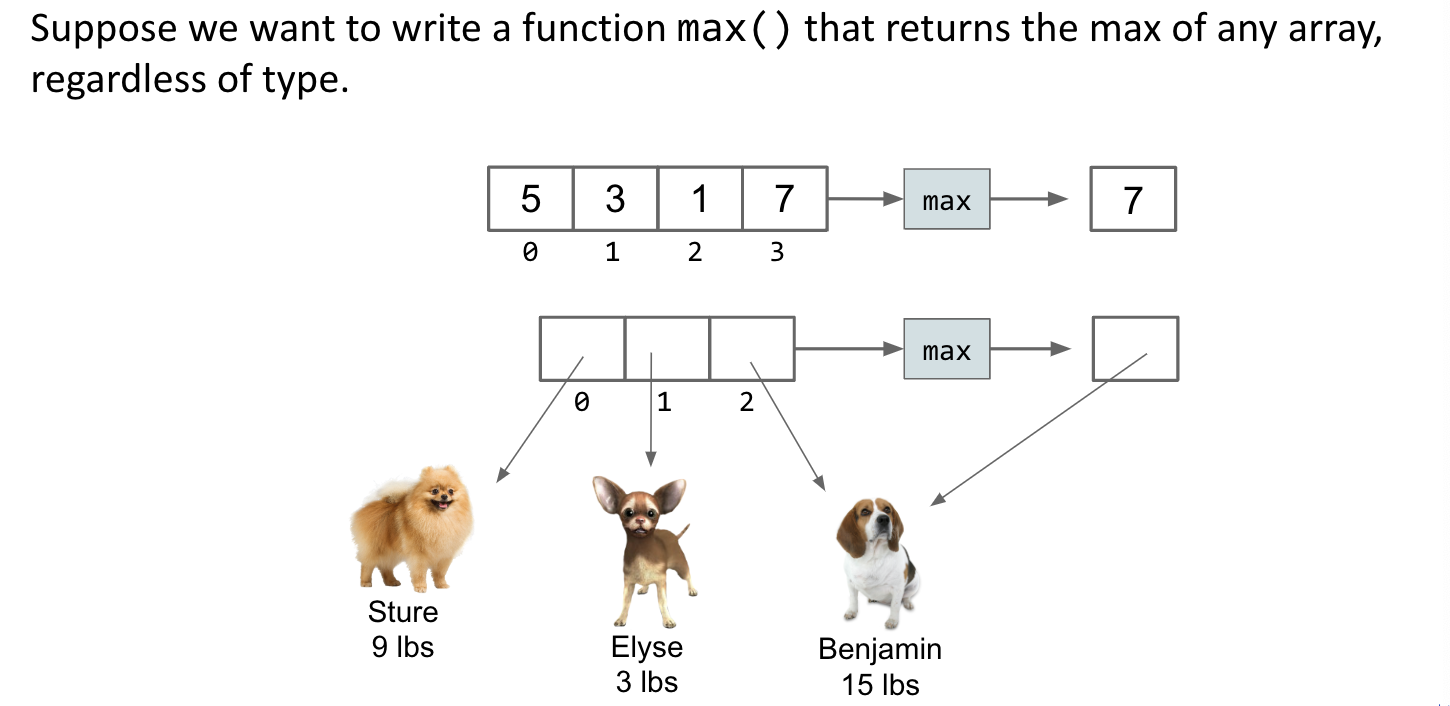 Suppose we want to write a function max() that returns the max of any array,
regardless of type.
5 3 1 7 max 7
0 1 2 3
max
0 1 2
Sture
9 lbs
Elyse
3 lbs
Benjamin
15 lbs